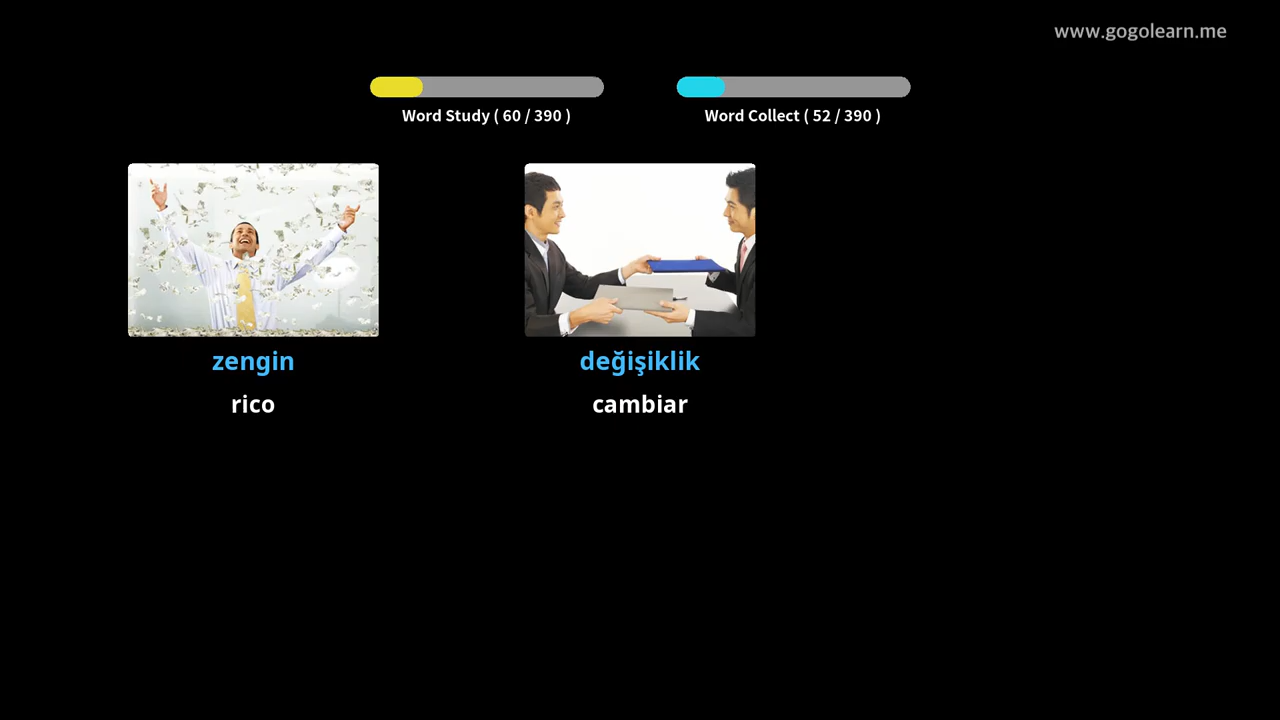 www.gogolearn.me
Word Study ( 60 / 390 )
Word Collect ( 52 / 390 )
zengin
rico
değişiklik
cambiar